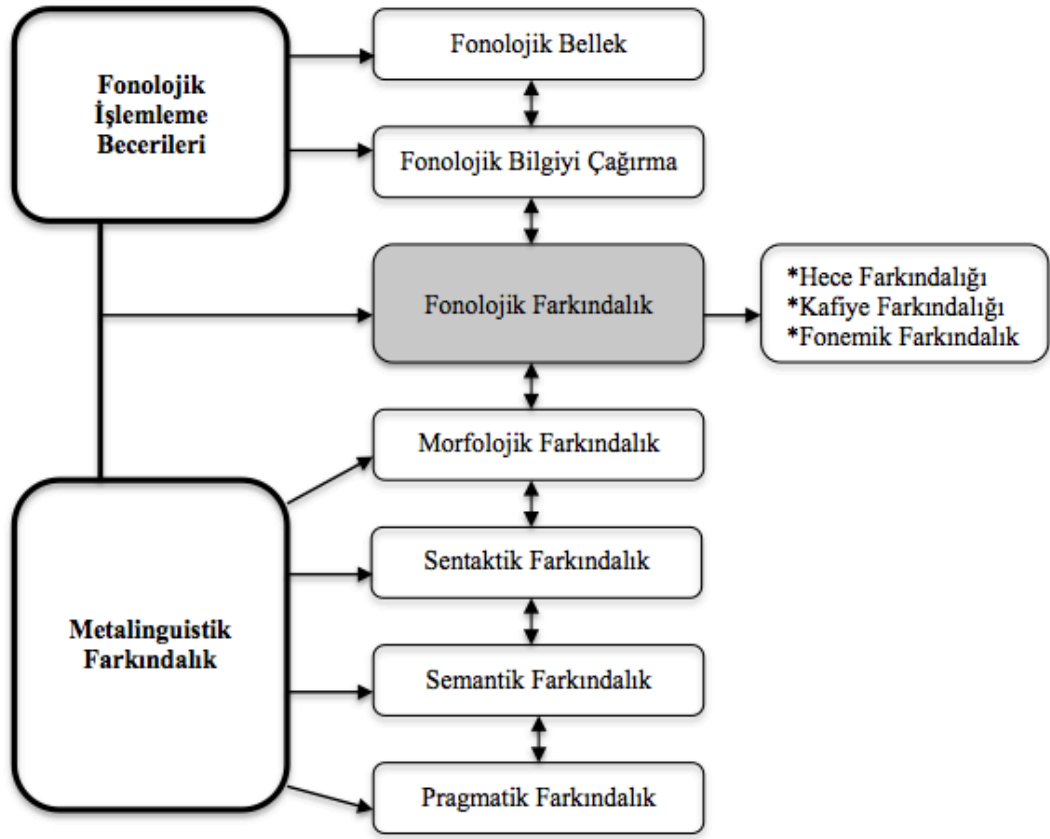 Fonolojik
İşlemleme
Becerileri
Fonolojik Bellek
Fonolojik Bilgiyi Çağırma
Fonolojik Farkındalık
*Hece Farkındalığı
*Kafiye Farkındalığı
*Fonemik Farkındalık
Metalinguistik
Farkındalık
Morfolojik Farkındalık
Sentaktik Farkındalık
Semantik Farkındalık
Pragmatik Farkındalık